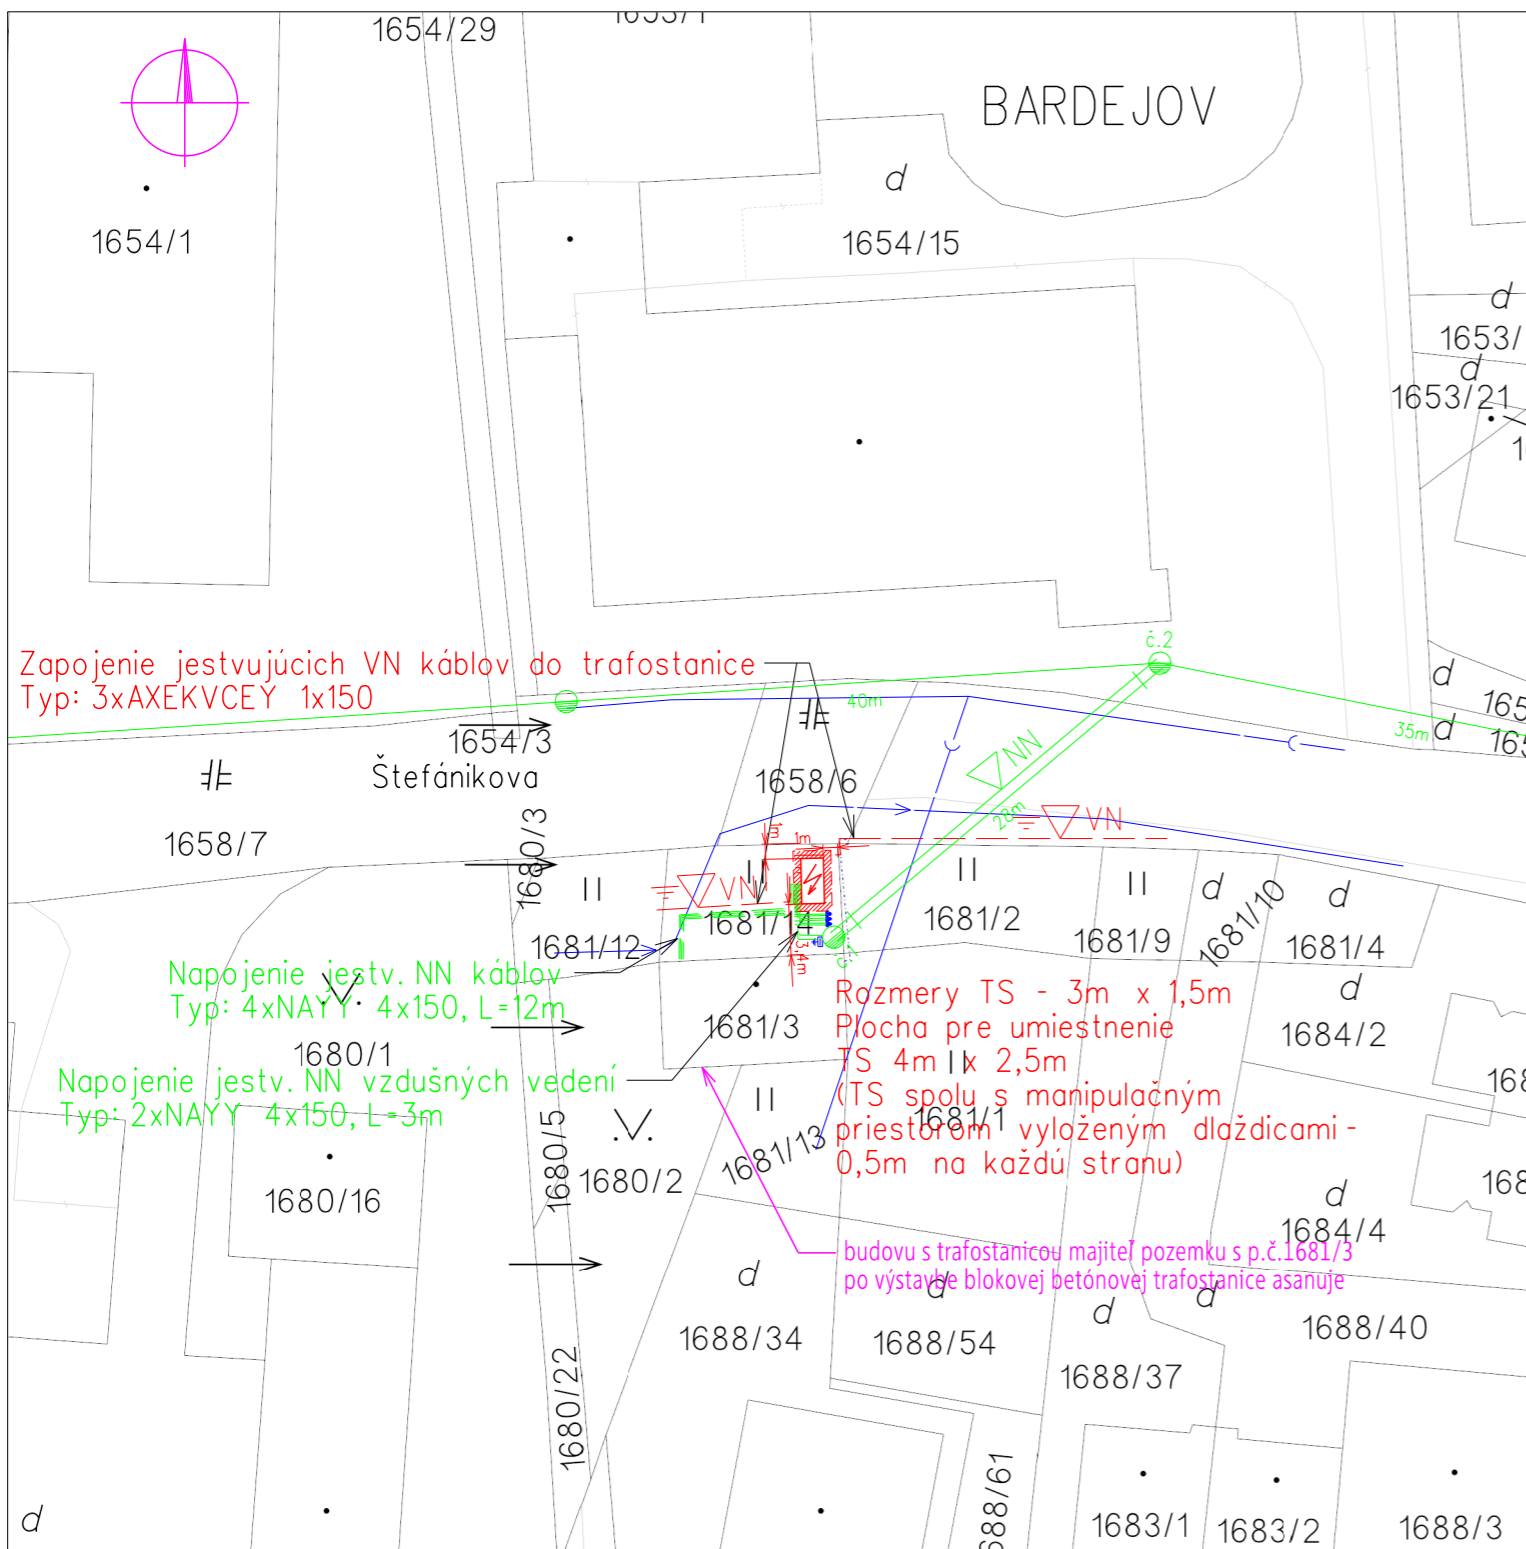 1654/29
BARDEJOV
d
1654/1
1654/15
d
1653/
d
1653/21
č.2
Zapojenie jestvujúcich VN káblov do trafostanice
Typ: 3xAXEKVCEY 1x150
40m
35m
d
d
1654/3
Štefánikova
NN
1658/6
28m
VN
1658/7
1680/3
1m
1m
VN
1681/14
1681/2
1681/12
1681/9
d
1681/10
d
1681/4
3,4m
Napojenie jestv. NN káblov
Typ: 4xNAYY 4x150, L=12m
Rozmery TS - 3m x 1,5m
Plocha pre umiestnenie
TS 4m x 2,5m
(TS spolu s manipulačným
priestorom vyloženým dlaždicami -
0,5m na každú stranu)
d
1684/2
1681/3
1680/1
Napojenie jestv. NN vzdušných vedení
Typ: 2xNAYY 4x150, L=3m
1681/1
1680/5
1681/13
1680/2
1680/16
d
1684/4
budovu s trafostanicou majiteľ pozemku s p.č.1681/3
po výstavbe blokovej betónovej trafostanice asanuje
d
d
d
d
1688/34
1688/54
1688/40
1688/37
1680/22
d
1683/1
1683/2
1688/3